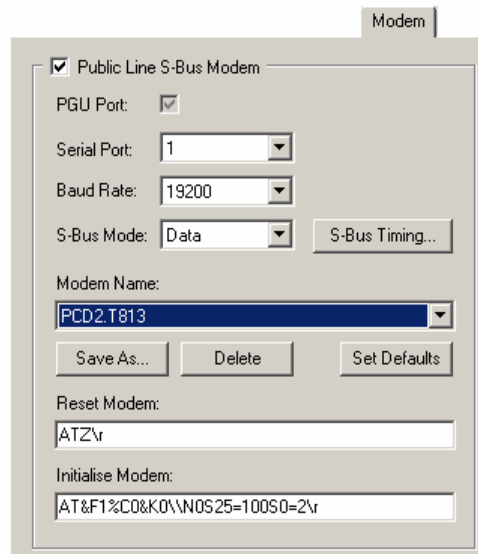 Modem
Public Line S-Bus Modem
PGU Port:
Serial Port: 1
Baud Rate: 19200
S-Bus Mode: Data S-Bus Timing...
Modem Name:
PCD2.T813
Save As... Delete Set Defaults
Reset Modem:
ATZ\r
Initialise Modem:
AT&F1%C0&K0\\N0S25=100S0=2\r